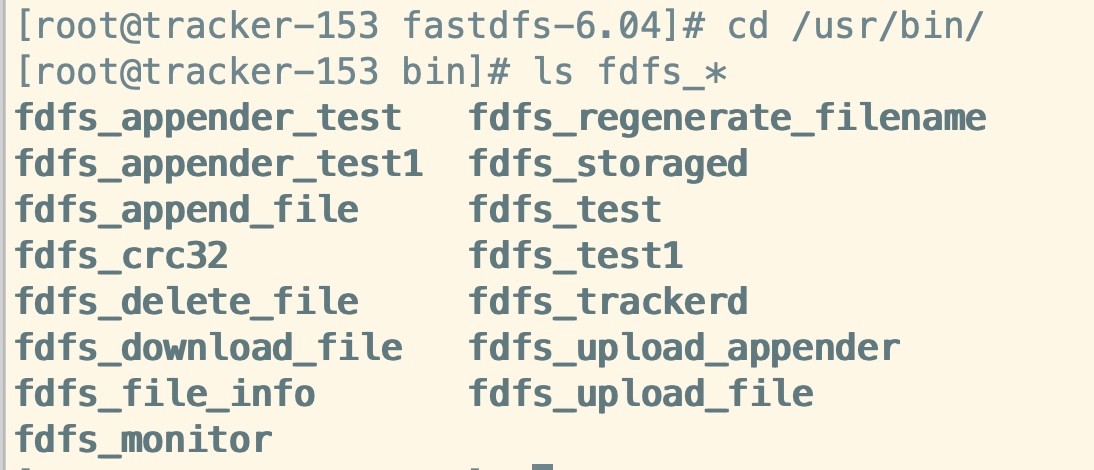 [root@tracker-153 fastdfs-6.04]# cd /usr/bin/
[root@tracker-153 bin]# ls fdfs_*
fdfs_appender_test   fdfs_regenerate_filename
fdfs_appender_test1  fdfs_storaged
fdfs_append_file     fdfs_test
fdfs_crc32           fdfs_test1
fdfs_delete_file     fdfs_trackerd
fdfs_download_file   fdfs_upload_appender
fdfs_file_info       fdfs_upload_file
fdfs_monitor